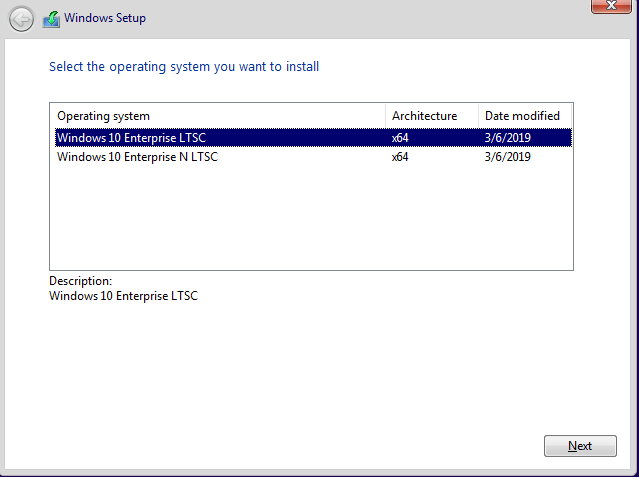 Windows Setup
Select the operating system you want to install
Operating system Architecture Date modified
Windows 10 Enterprise LTSC x64 3/6/2019
Windows 10 Enterprise N LTSC x64 3/6/2019
Description:
Windows 10 Enterprise LTSC
Next